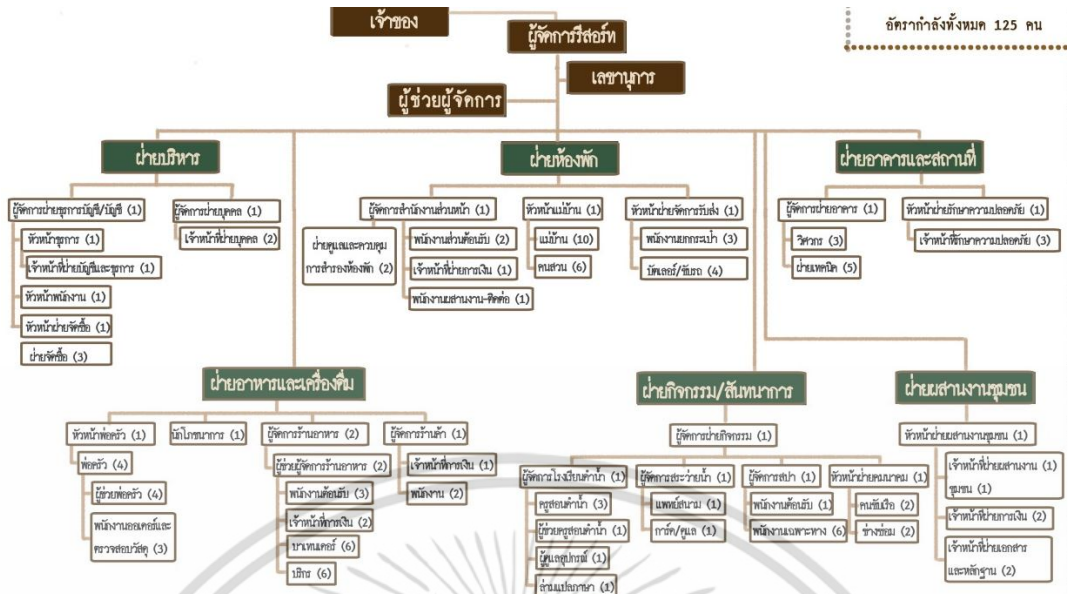 เจ้าของ
อัตรากำลังทั้งหมด 125 คน
ผู้จัดการรีสอร์ท
เลขานุการ
ผู้ช่วยผู้จัดการ
ฝ่ายบริหาร
ผู้จัดการฝ่ายธุรการบัญชี/บัญชี (1)
หัวหน้าธุรการ (1)
เจ้าหน้าที่ฝ่ายบัญชีและธุรการ (1)
หัวหน้าพนักงาน (1)
หัวหน้าฝ่ายจัดซื้อ (1)
ฝ่ายจัดซื้อ (3)
ผู้จัดการฝ่ายบุคคล (1)
เจ้าหน้าที่ฝ่ายบุคคล (2)
ฝ่ายห้องพัก
ผู้จัดการสำนักงานส่วนหน้า (1)
ฝ่ายดูแลและควบคุม
การสำรองห้องพัก (2)
พนักงานส่วนต้อนรับ (2)
เจ้าหน้าที่ฝ่ายการเงิน (1)
พนักงานผสานงาน-ติดต่อ (1)
หัวหน้าแม่บ้าน (1)
แม่บ้าน (10)
คนสวน (6)
หัวหน้าฝ่ายจัดการรับส่ง (1)
พนักงานยกกระเป๋า (3)
บัตเลอร์/ขับรถ (4)
ฝ่ายอาคารและสถานที่
ผู้จัดการฝ่ายอาคาร (1)
วิศวกร (3)
ฝ่ายเทคนิค (5)
หัวหน้าฝ่ายรักษาความปลอดภัย (1)
เจ้าหน้าที่รักษาความปลอดภัย (3)
ฝ่ายอาหารและเครื่องดื่ม
หัวหน้าพ่อครัว (1)
พ่อครัว (4)
ผู้ช่วยพ่อครัว (4)
พนักงานออเดอร์และ
ตรวจสอบวัสดุ (3)
นักโภชนาการ (1)
ผู้จัดการร้านอาหาร (2)
ผู้ช่วยผู้จัดการร้านอาหาร (2)
พนักงานต้อนรับ (3)
เจ้าหน้าที่การเงิน (2)
บาเทนเดอร์ (6)
บริกร (6)
ผู้จัดการร้านค้า (1)
เจ้าหน้าที่การเงิน (1)
พนักงาน (2)
ฝ่ายกิจกรรม/สันทนาการ
ผู้จัดการฝ่ายกิจกรรม (1)
ผู้จัดการโรงเรียนดำน้ำ (1)
ครูสอนดำน้ำ (3)
ผู้ช่วยครูสอนดำน้ำ (1)
ผู้ดูแลอุปกรณ์ (1)
ล่ามแปลภาษา (1)
ผู้จัดการสระว่ายน้ำ (1)
แพทย์สนาม (1)
การ์ด/ดูแล (1)
ผู้จัดการสปา (1)
พนักงานต้อนรับ (1)
พนักงานเฉพาะทาง (6)
หัวหน้าฝ่ายคมนาคม (1)
คนขับเรือ (2)
ช่างซ่อม (2)
ฝ่ายผสานงานชุมชน
หัวหน้าฝ่ายผสานงานชุมชน (1)
เจ้าหน้าที่ฝ่ายผสานงาน (1)
ชุมชน (1)
เจ้าหน้าที่ฝ่ายการเงิน (2)
เจ้าหน้าที่ฝ่ายเอกสาร
และหลักฐาน (2)